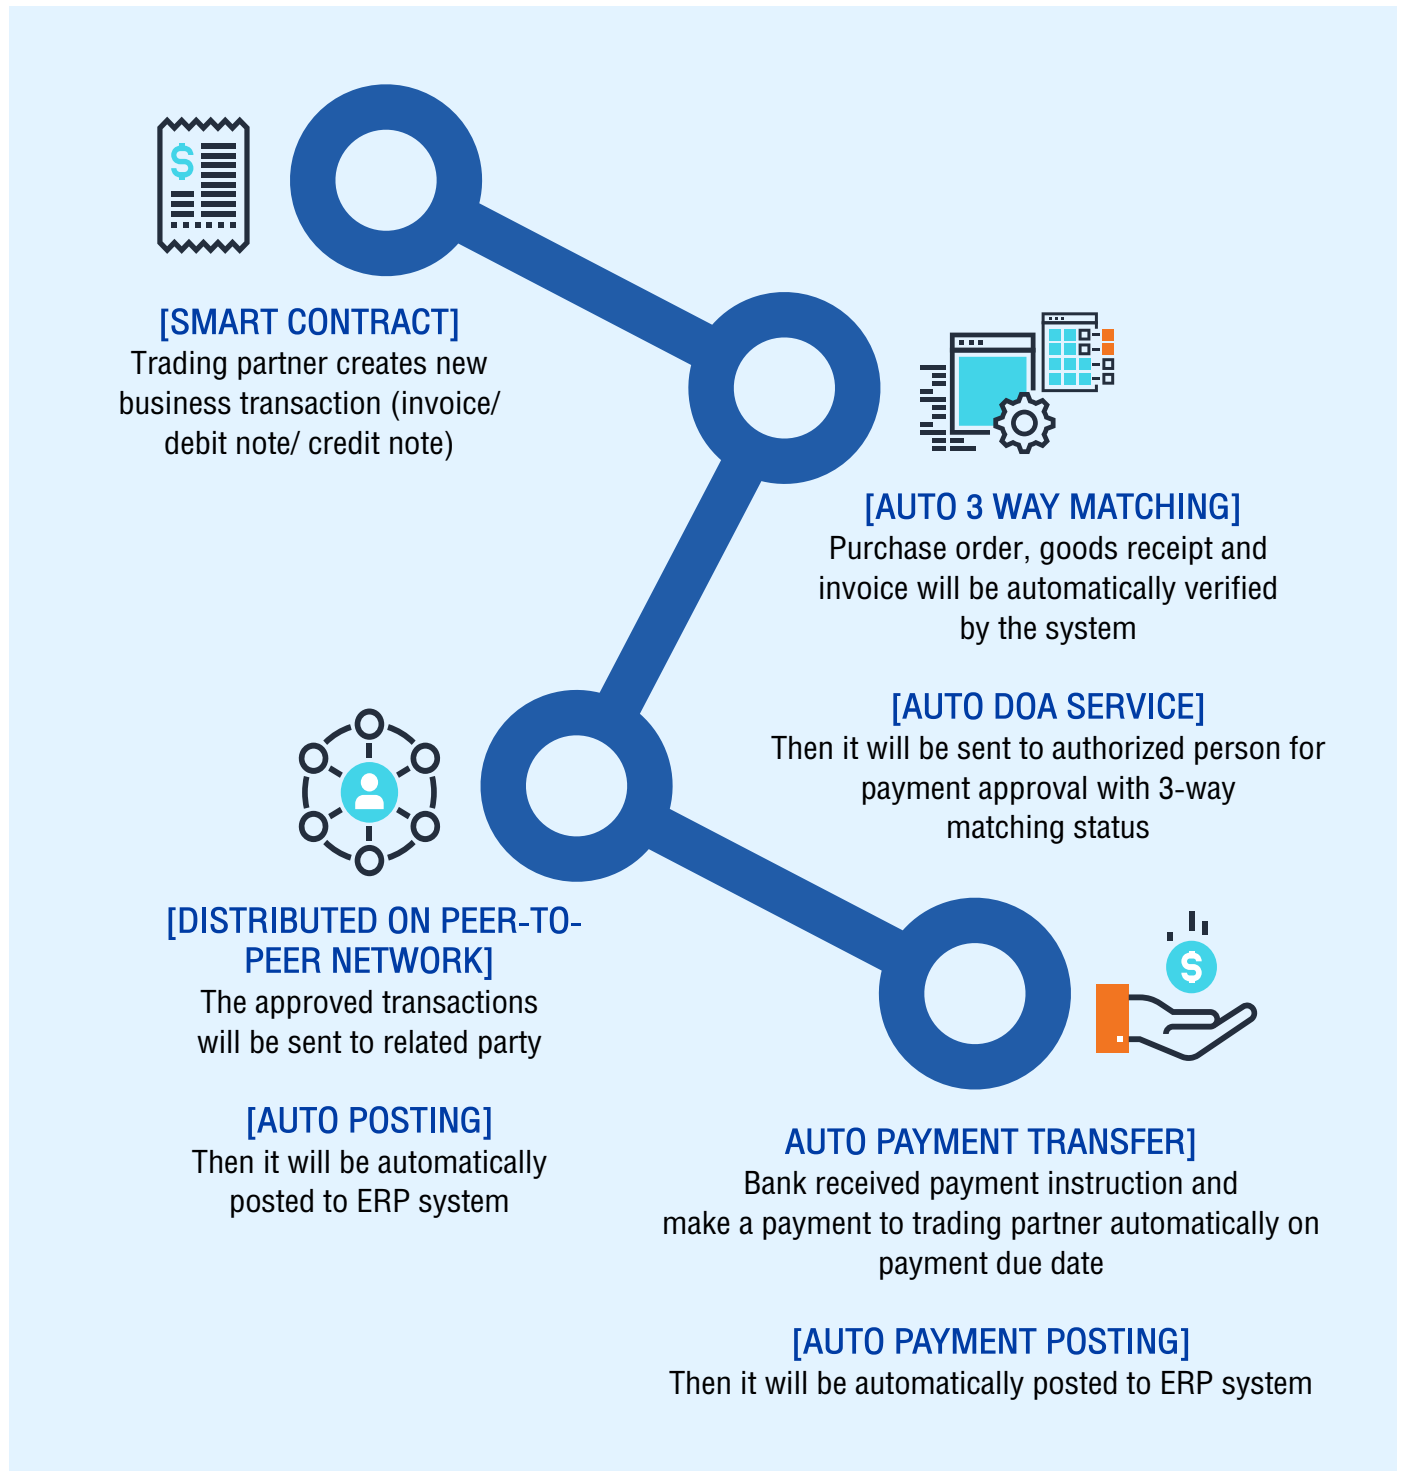 [SMART CONTRACT]
Trading partner creates new
business transaction (invoice/
debit note/ credit note)
[AUTO 3 WAY MATCHING]
Purchase order, goods receipt and
invoice will be automatically verified
by the system
[AUTO DOA SERVICE]
Then it will be sent to authorized person for
payment approval with 3-way
matching status
[DISTRIBUTED ON PEER-TO-
PEER NETWORK]
The approved transactions
will be sent to related party
[AUTO POSTING]
Then it will be automatically
posted to ERP system
AUTO PAYMENT TRANSFER]
Bank received payment instruction and
make a payment to trading partner automatically on
payment due date
[AUTO PAYMENT POSTING]
Then it will be automatically posted to ERP system